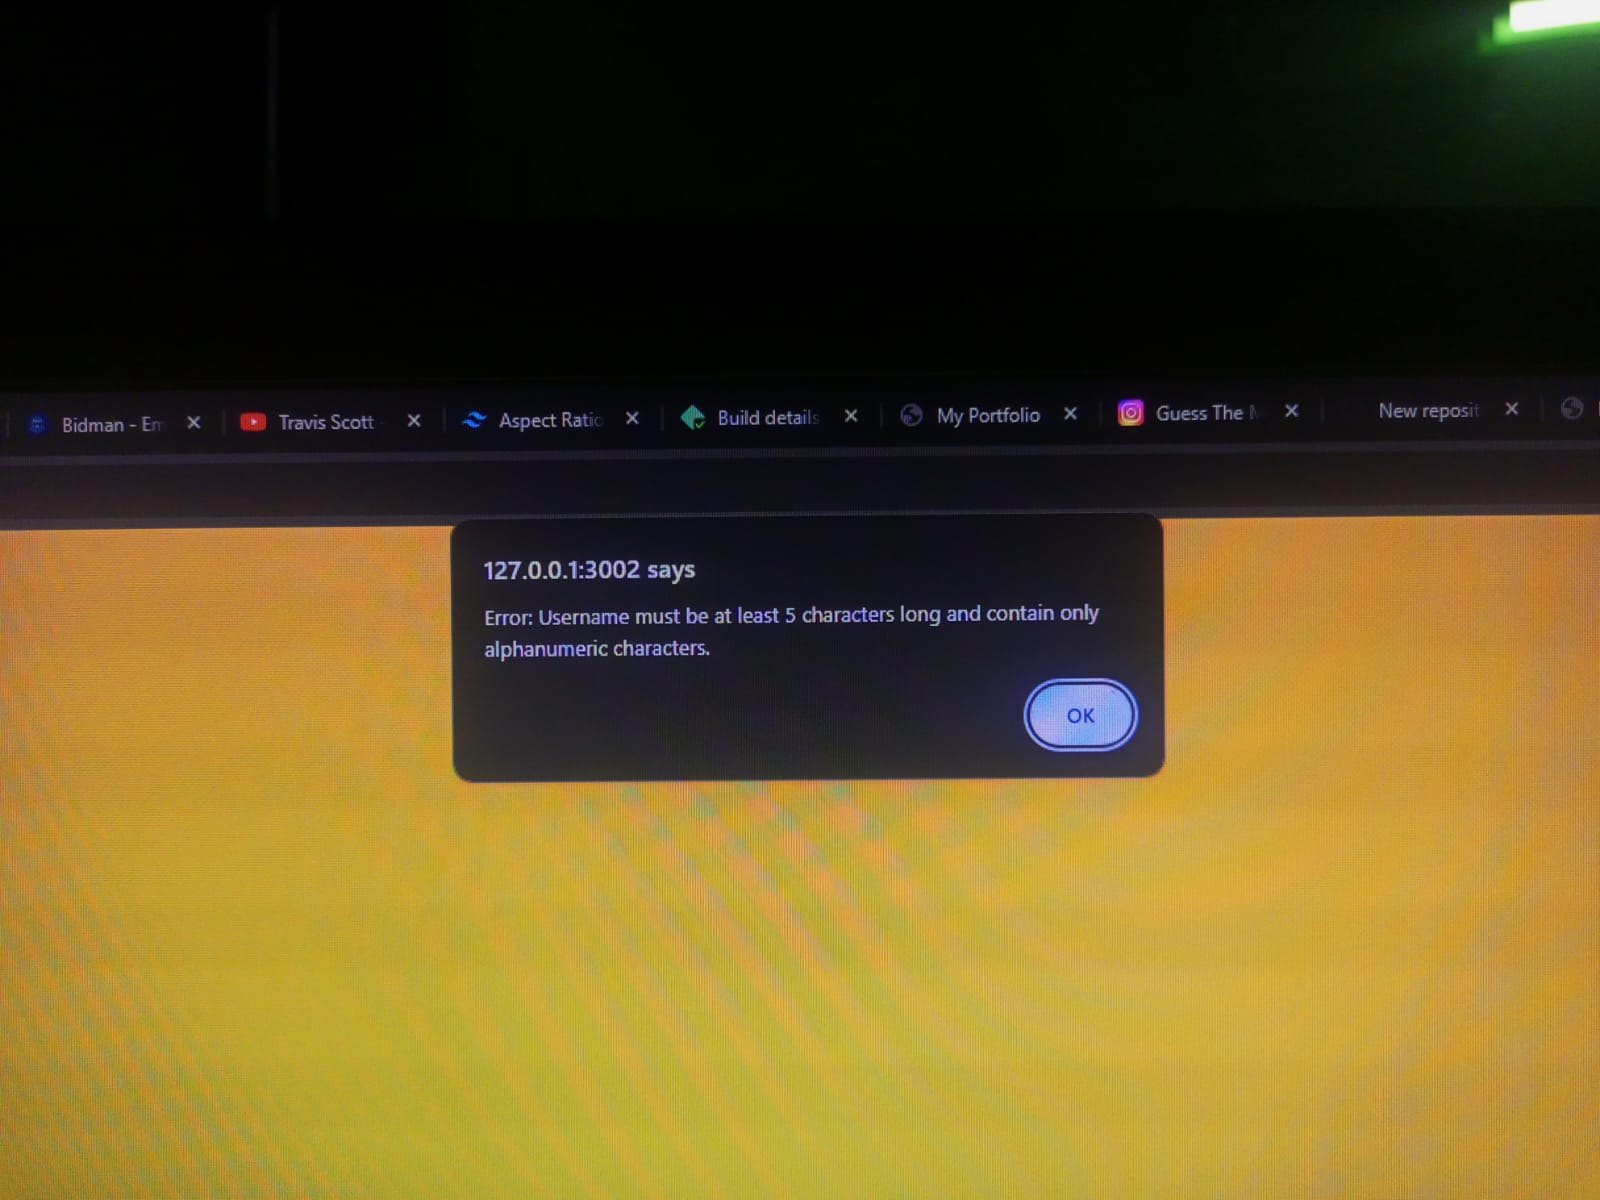 Bidman - Em
Travis Scott -
Aspect Ratio
Build details
My Portfolio
Guess The M
New reposit
127.0.0.1:3002 says
Error: Username must be at least 5 characters long and contain only
alphanumeric characters.
OK